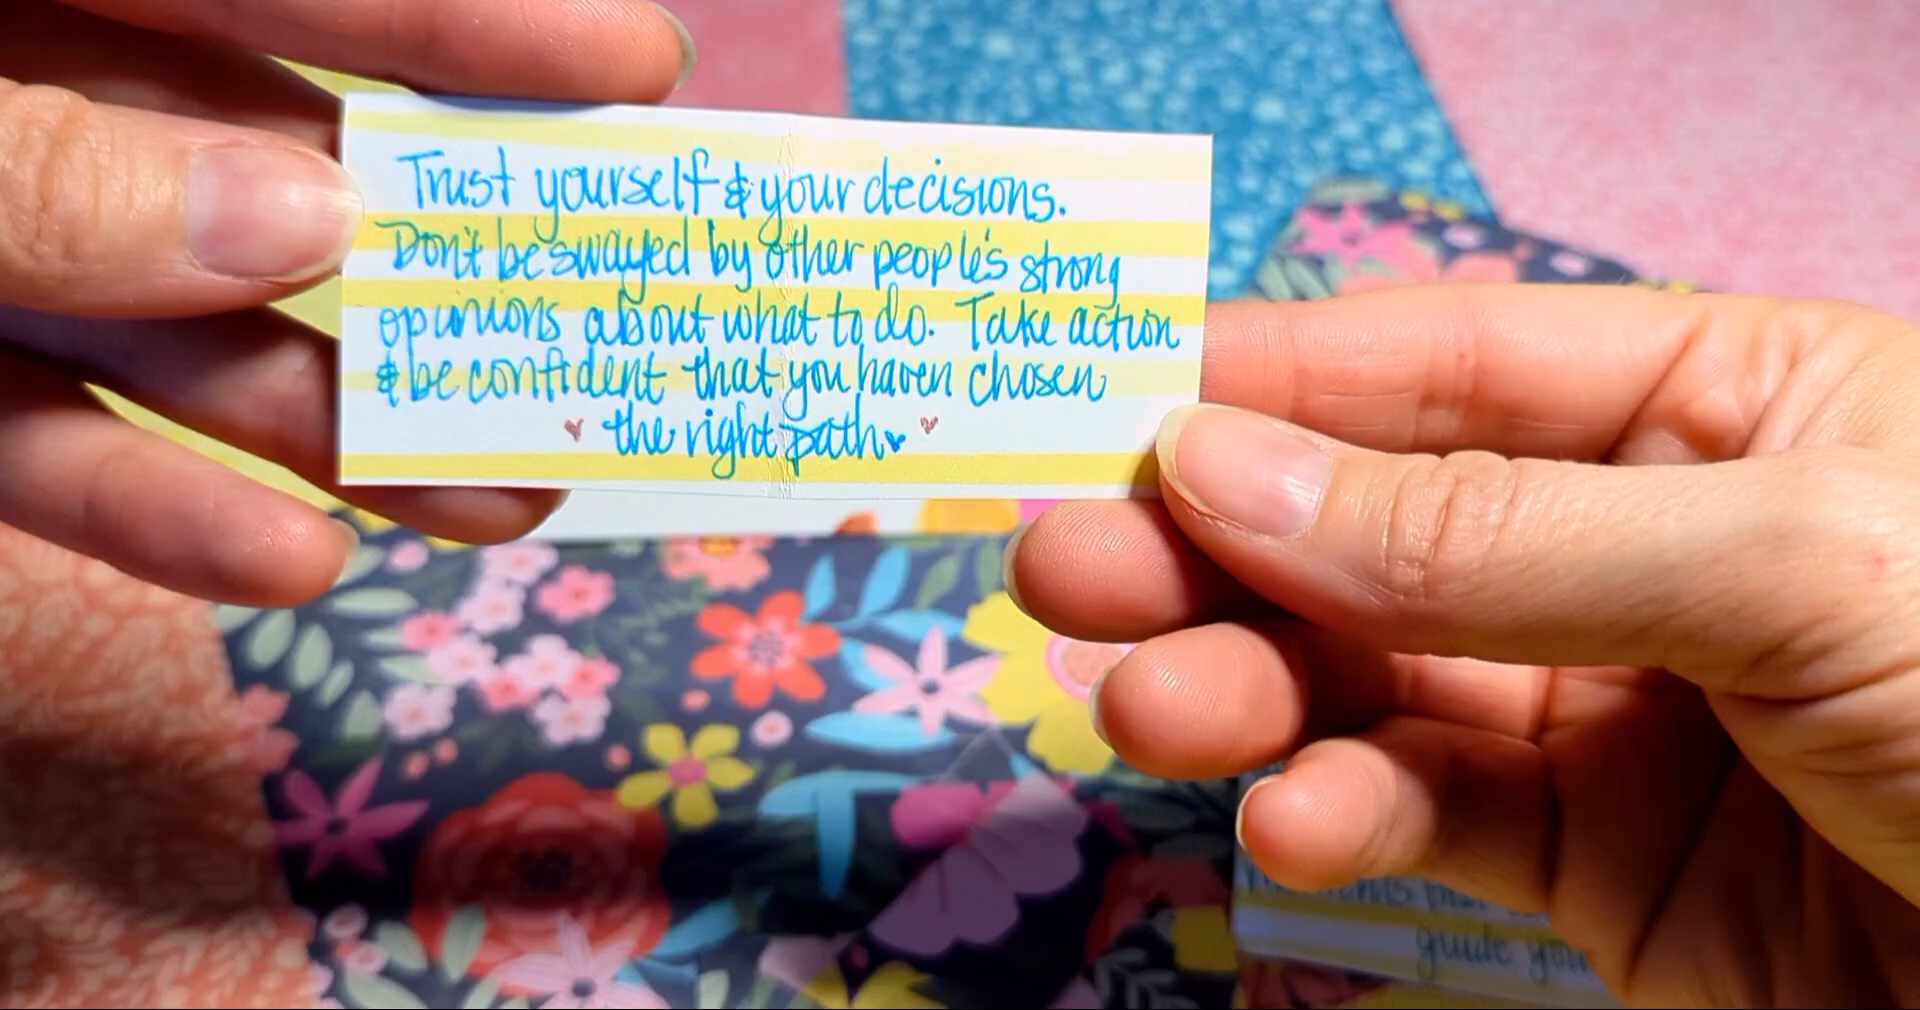 Trust yourself & your decisions.
Don't be swayed by other people's strong
opinions about what to do. Take action
& be confident that you haven chosen
the right path
guide you